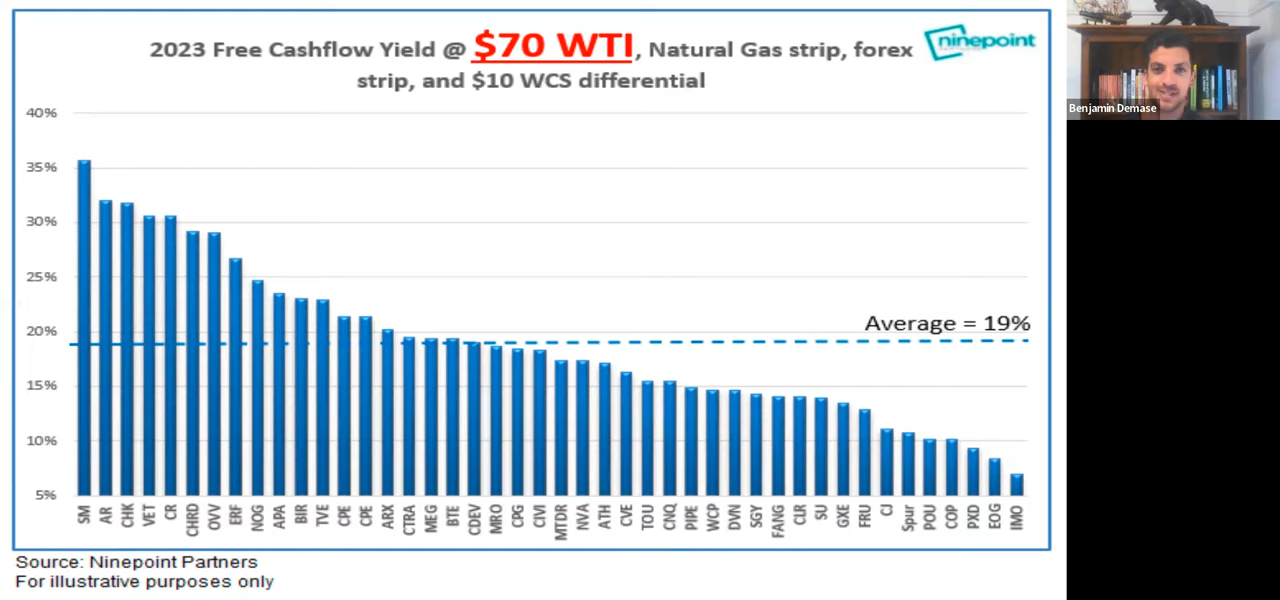 2023 Free Cashflow Yield @ $70 WTI, Natural Gas strip, forex
strip, and $10 WCS differential
ninepoint
Benjamin Demase
40%
35%
30%
25%
20%
15%
10%
5%
Average = 19%
SM AR CHK VET CR CHRD OVV ERF NOG APA BIR TVE CPE CPE ARX CTRA MEG BTE CDEV MRO CPG CIVI MTDR NVA ATH CVE TOU CNQ PIPE WCP DVN SGY FANG CLR SU GXE FRU CJ Spur POU COP PXD EOG IMO
Source: Ninepoint Partners
For illustrative purposes only